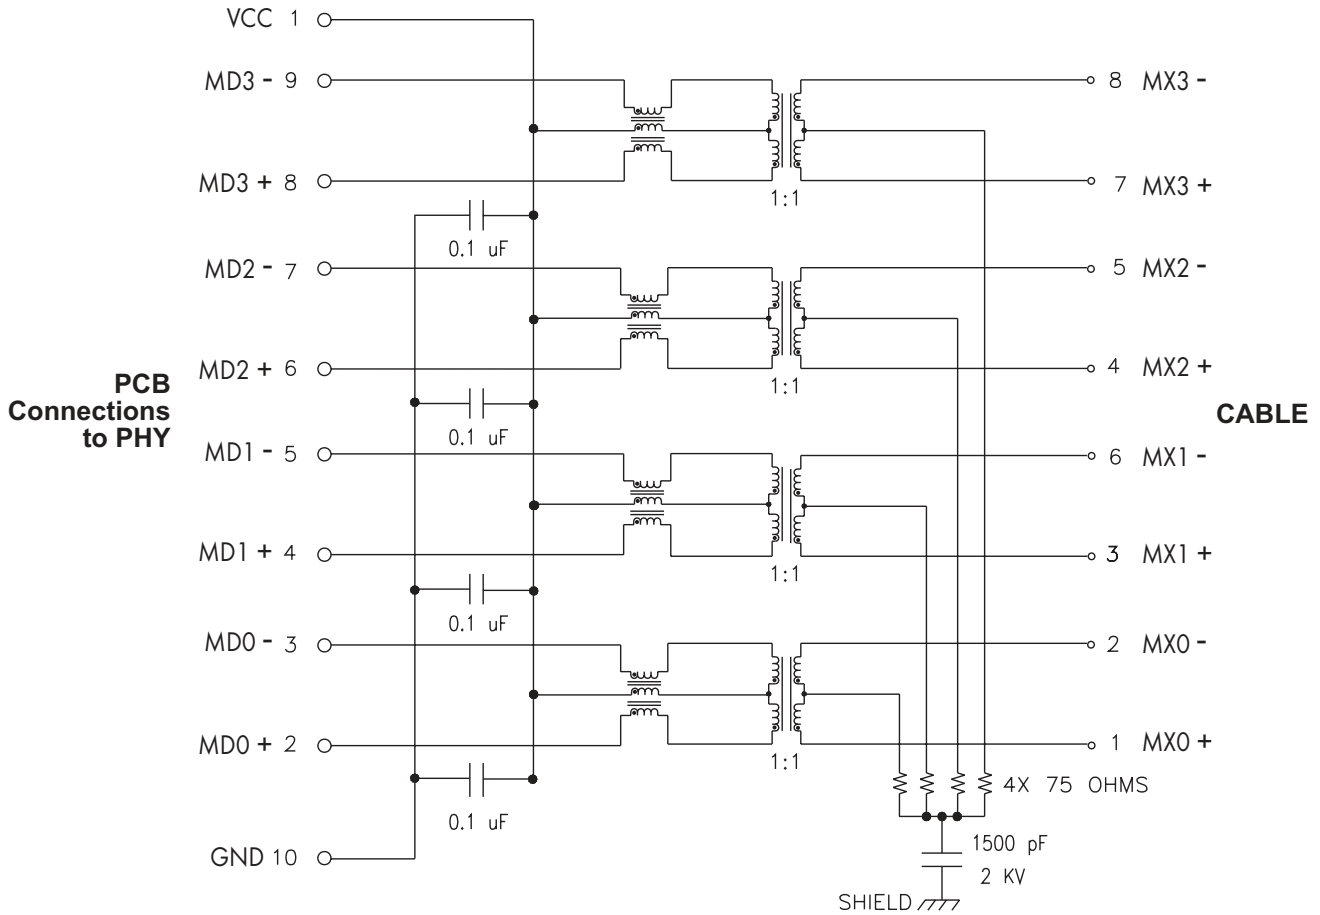 VCC 1
MD3 - 9
8 MX3 -
MD3 + 8
7 MX3 +
1:1
0.1 uF
MD2 - 7
5 MX2 -
MD2 + 6
4 MX2 +
1:1
PCB
Connections
to PHY
CABLE
0.1 uF
MD1 - 5
6 MX1 -
MD1 + 4
3 MX1 +
1:1
0.1 uF
MD0 - 3
2 MX0 -
MD0 + 2
1 MX0 +
1:1
4X 75 OHMS
0.1 uF
1500 pF
2 KV
GND 10
SHIELD